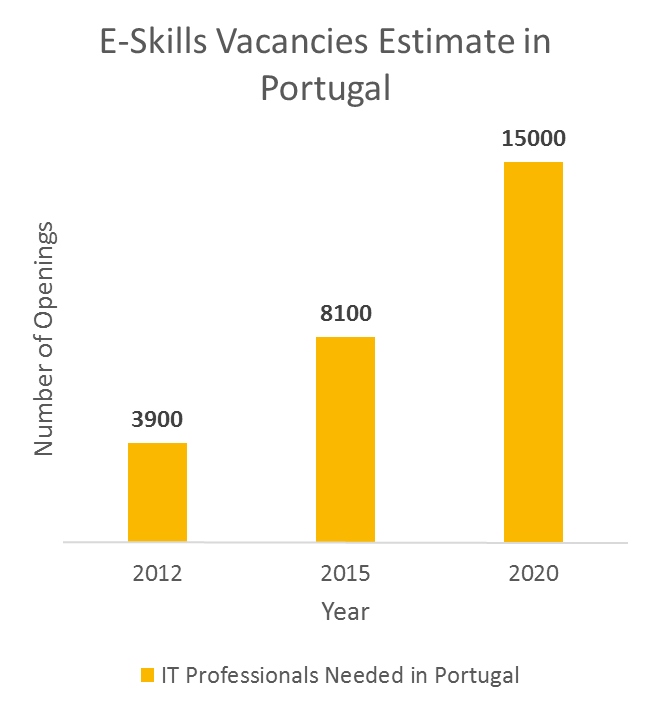 E-Skills Vacancies Estimate in
Portugal
15000
8100
3900
Number of Openings
2012 2015 2020
Year
IT Professionals Needed in Portugal